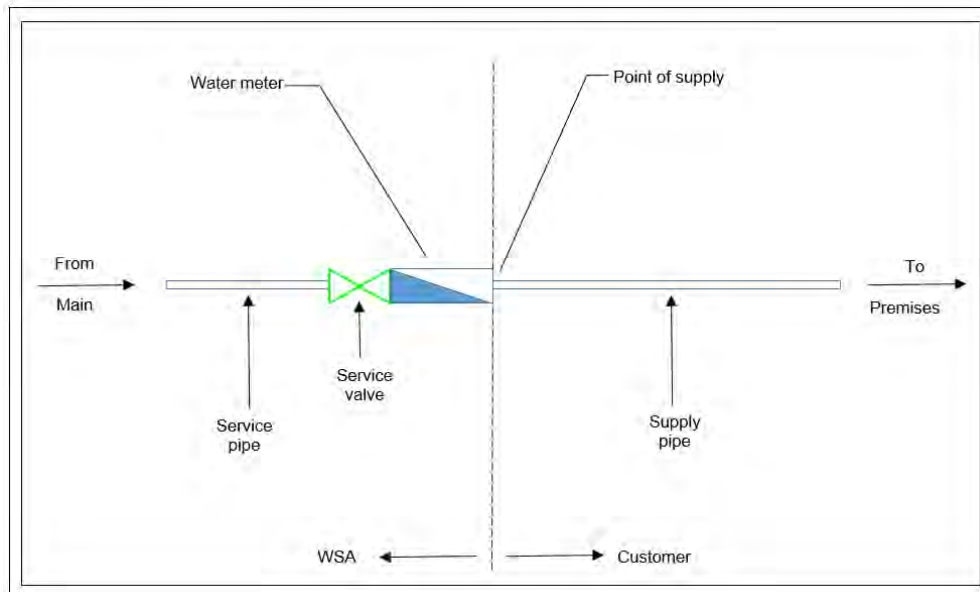 Water meter
Point of supply
From
Main
To
Premises
Service
valve
Service
pipe
Supply
pipe
WSA
Customer